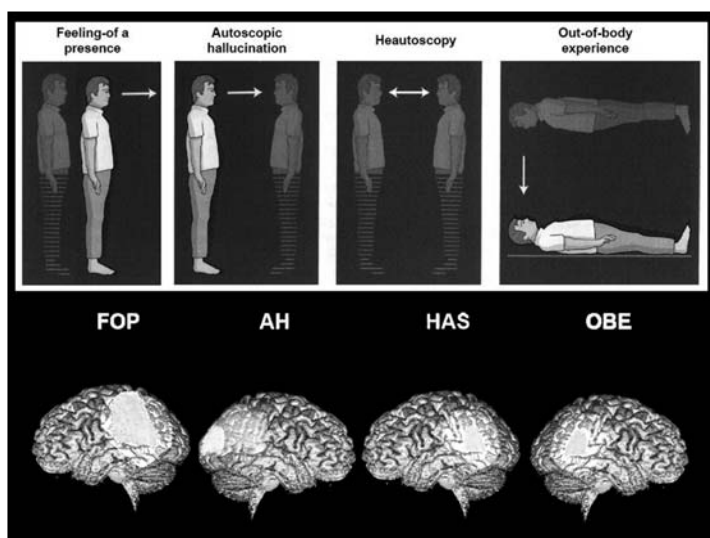 Feeling-of a
presence
Autoscopic
hallucination
Heautoscopy
Out-of-body
experience
FOP
AH
HAS
OBE